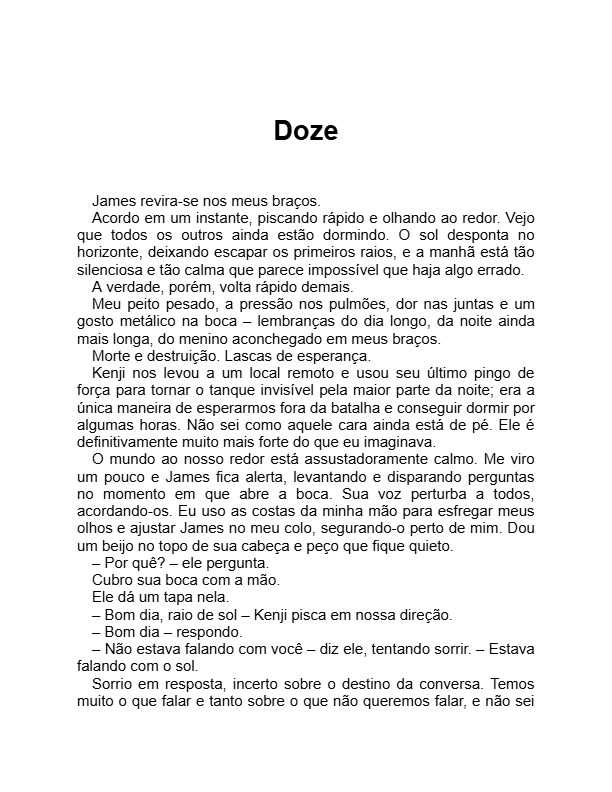 Doze
James revira-se nos meus braços.
Acordo em um instante, piscando rápido e olhando ao redor. Vejo
que todos os outros ainda estão dormindo. O sol desponta no
horizonte, deixando escapar os primeiros raios, e a manhã está tão
silenciosa e tão calma que parece impossível que haja algo errado.
A verdade, porém, volta rápido demais.
Meu peito pesado, a pressão nos pulmões, dor nas juntas e um
gosto metálico na boca – lembranças do dia longo, da noite ainda
mais longa, do menino aconchegado em meus braços.
Morte e destruição. Lascas de esperança.
Kenji nos levou a um local remoto e usou seu último pingo de
força para tornar o tanque invisível pela maior parte da noite; era a
única maneira de esperarmos fora da batalha e conseguir dormir por
algumas horas. Não sei como aquele cara ainda está de pé. Ele é
definitivamente muito mais forte do que eu imaginava.
O mundo ao nosso redor está assustadoramente calmo. Me viro
um pouco e James fica alerta, levantando e disparando perguntas
no momento em que abre a boca. Sua voz perturba a todos,
acordando-os. Eu uso as costas da minha mão para esfregar meus
olhos e ajustar James no meu colo, segurando-o perto de mim. Dou
um beijo no topo de sua cabeça e peço que fique quieto.
– Por quê? – ele pergunta.
Cubro sua boca com a mão.
Ele dá um tapa nela.
– Bom dia, raio de sol – Kenji pisca em nossa direção.
– Bom dia – respondo.
– Não estava falando com você – diz ele, tentando sorrir. – Estava
falando com o sol.
Sorrio em resposta, incerto sobre o destino da conversa. Temos
muito o que falar e tanto sobre o que não queremos falar, e não sei